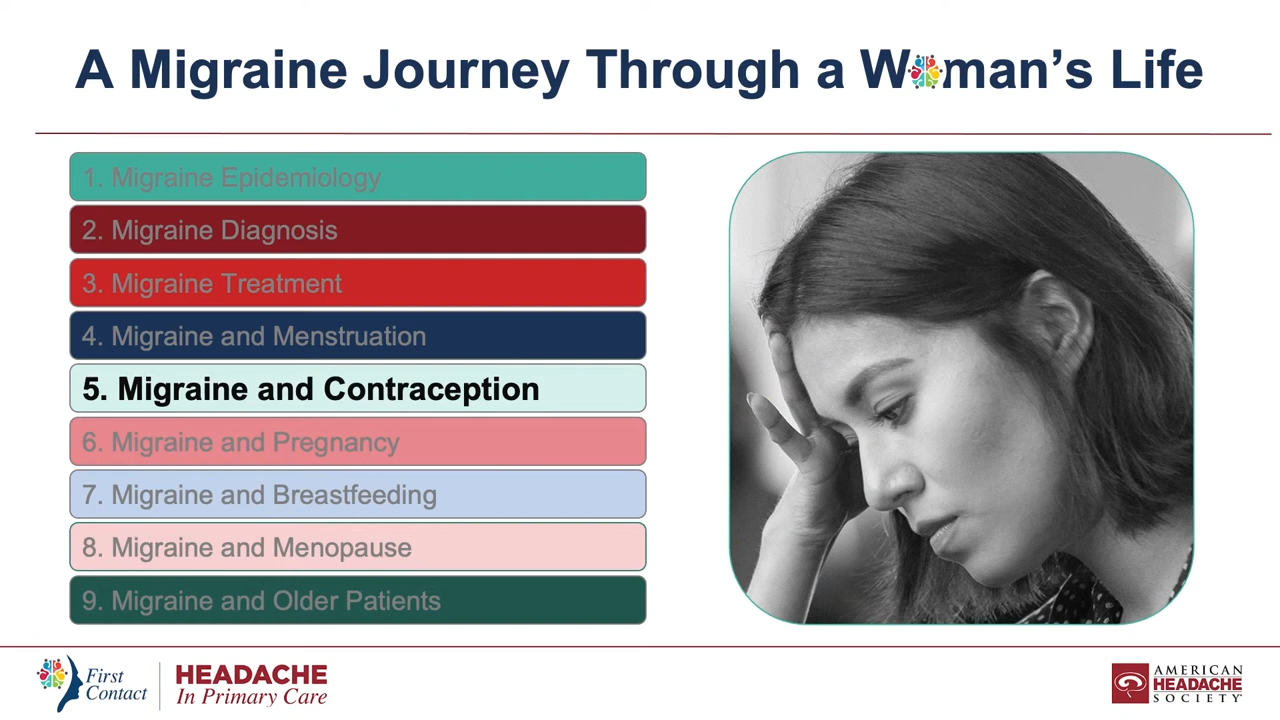 A Migraine Journey Through a Woman’s Life
1. Migraine Epidemiology
2. Migraine Diagnosis
3. Migraine Treatment
4. Migraine and Menstruation
5. Migraine and Contraception
6. Migraine and Pregnancy
7. Migraine and Breastfeeding
8. Migraine and Menopause
9. Migraine and Older Patients
First
Contact
HEADACHE
In Primary Care
AMERICAN
HEADACHE
SOCIETY